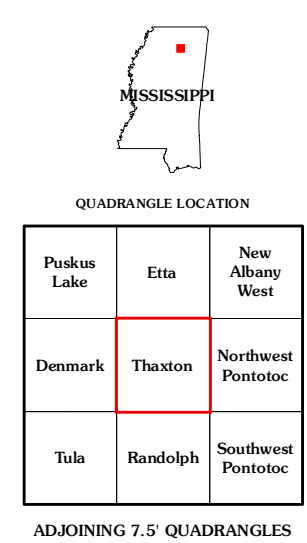 MISSISSIPPI
QUADRANGLE LOCATION
Puskus
Lake
Etta
New
Albany
West
Denmark
Thaxton
Northwest
Pontotoc
Tula
Randolph
Southwest
Pontotoc
ADJOINING 7.5' QUADRANGLES